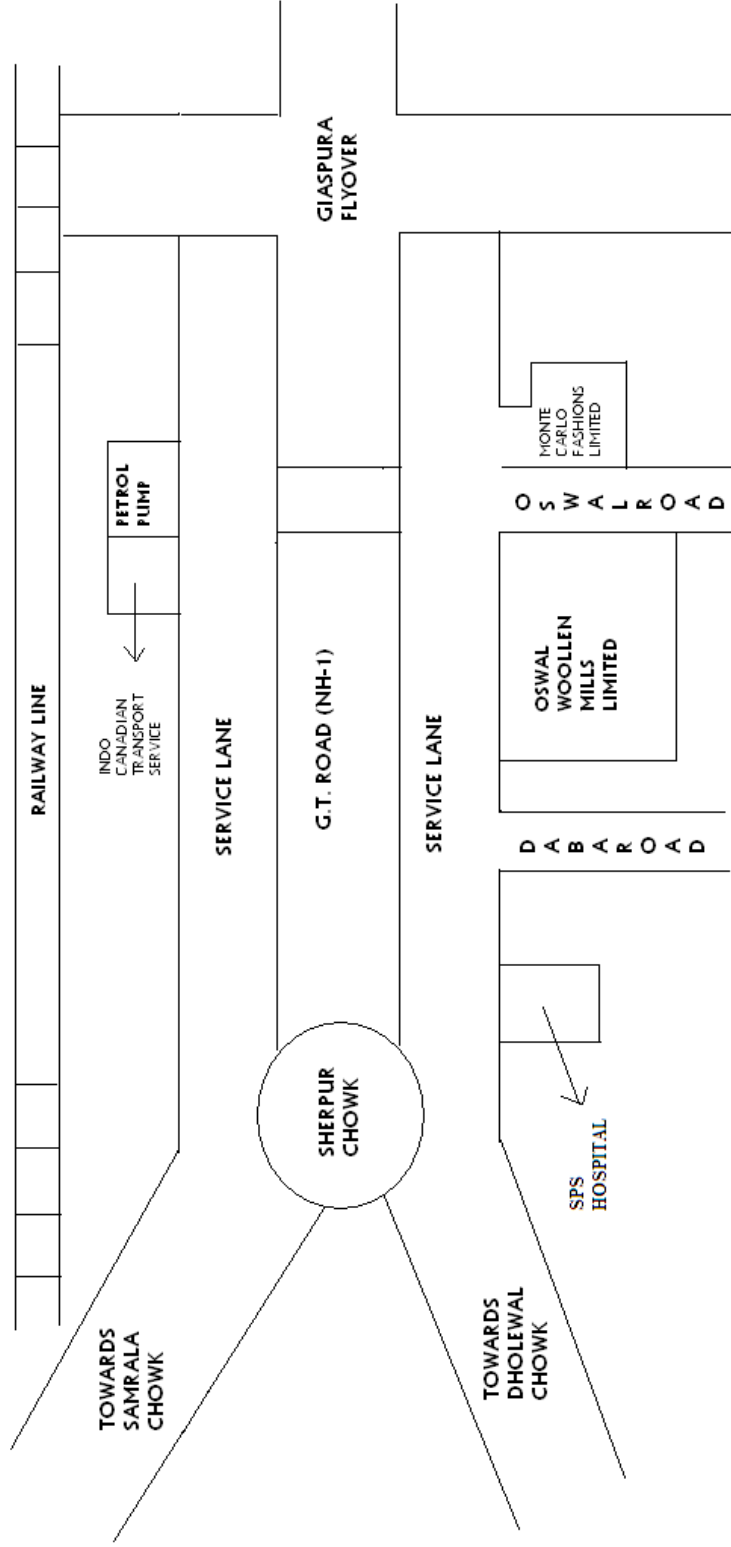 RAILWAY LINE
GIASPURA
FLYOVER
PETROL
PUMP
INDO
CANADIAN
TRANSPORT
SERVICE
SERVICE LANE
G.T. ROAD (NH-1)
SERVICE LANE
MONTE
CARLO
FASHIONS
LIMITED
OSWAL ROAD
OSWAL
WOOLLEN
MILLS
LIMITED
DABA ROAD
SHERPUR
CHOWK
SPS
HOSPITAL
TOWARDS
SAMRALA
CHOWK
TOWARDS
DHOLEWAL
CHOWK